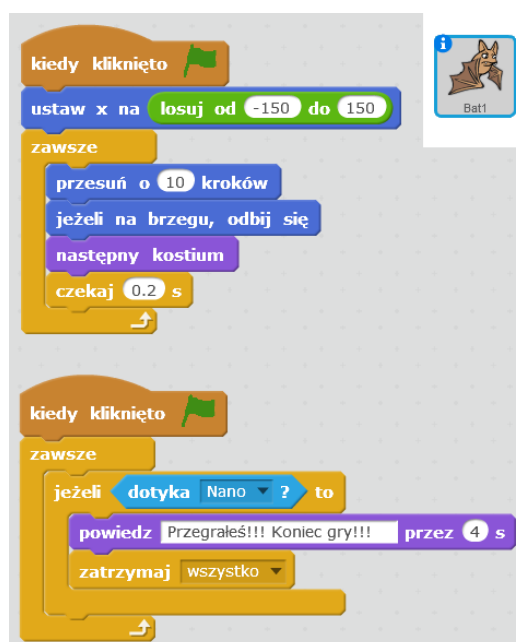 kiedy kliknięto
ustaw x na losuj od -150 do 150
zawsze
przesuń o 10 kroków
jeżeli na brzegu, odbij się
następny kostium
czekaj 0.2 s
i
Bat1
kiedy kliknięto
zawsze
jeżeli dotyka Nano ? to
powiedz Przegrałeś!!! Koniec gry!!! przez 4 s
zatrzymaj wszystko